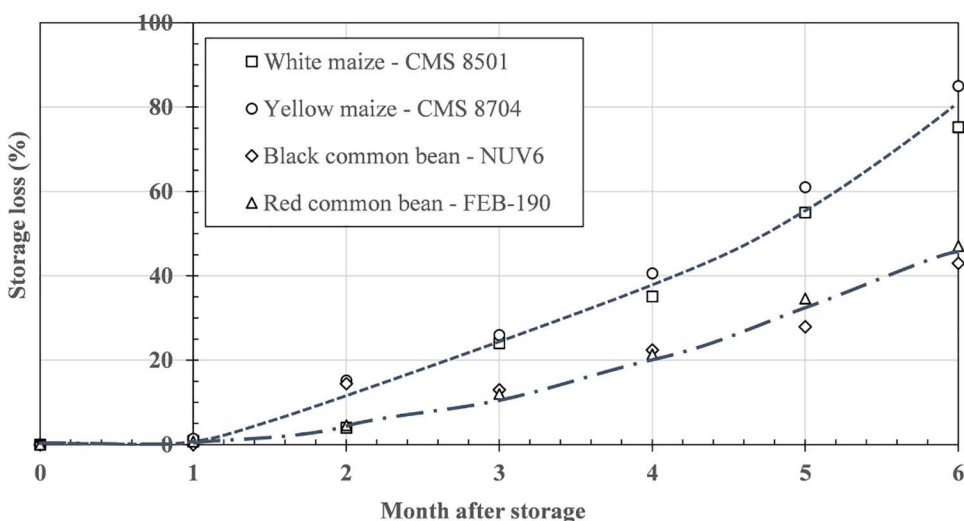 100
80
60
40
20
0
Storage loss (%)
White maize - CMS 8501
Yellow maize - CMS 8704
Black common bean - NUV6
Red common bean - FEB-190
0 1 2 3 4 5 6
Month after storage